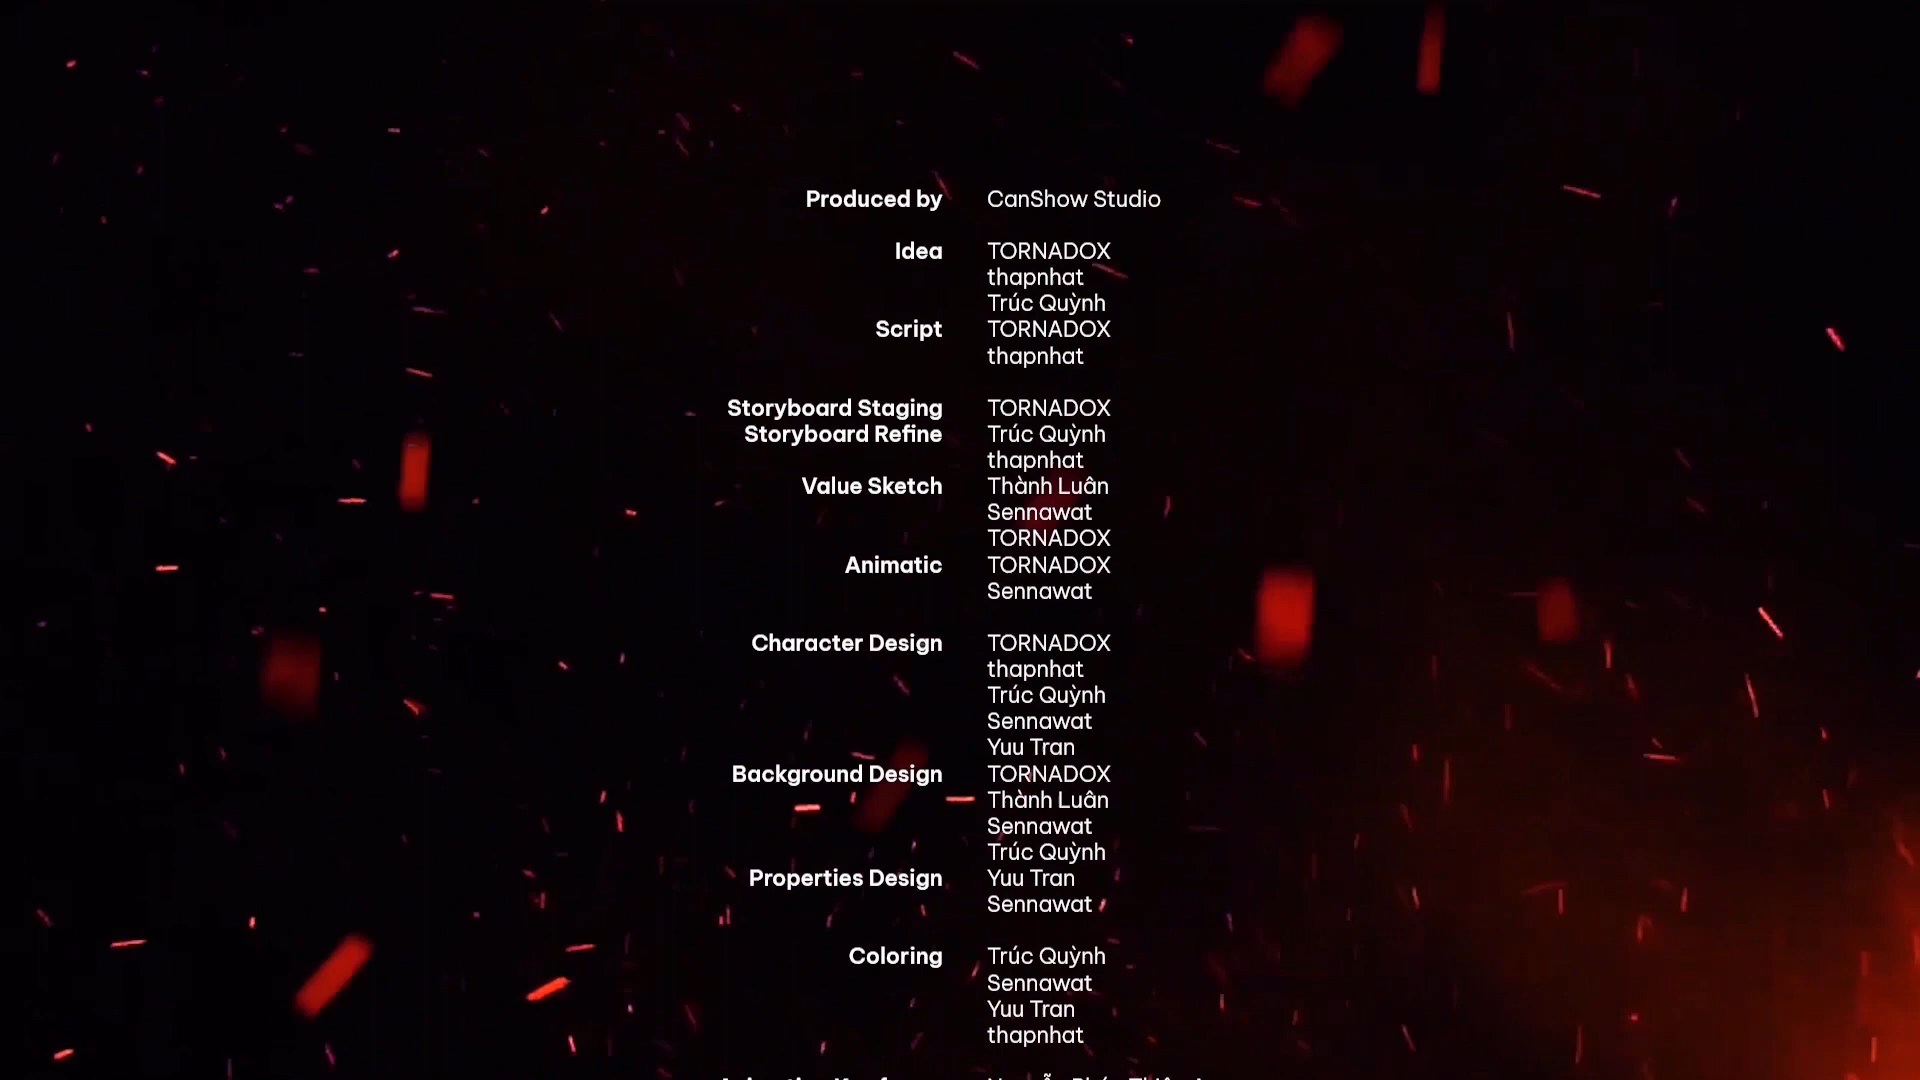 Produced by CanShow Studio
Idea TORNADOX
thapnhat
Trúc Quỳnh
Script TORNADOX
thapnhat
Storyboard Staging TORNADOX
Storyboard Refine Trúc Quỳnh
thapnhat
Value Sketch Thành Luân
Sennawat
TORNADOX
Animatic TORNADOX
Sennawat
Character Design TORNADOX
thapnhat
Trúc Quỳnh
Sennawat
Yuu Tran
Background Design TORNADOX
Thành Luân
Sennawat
Trúc Quỳnh
Properties Design Yuu Tran
Sennawat
Coloring Trúc Quỳnh
Sennawat
Yuu Tran
thapnhat